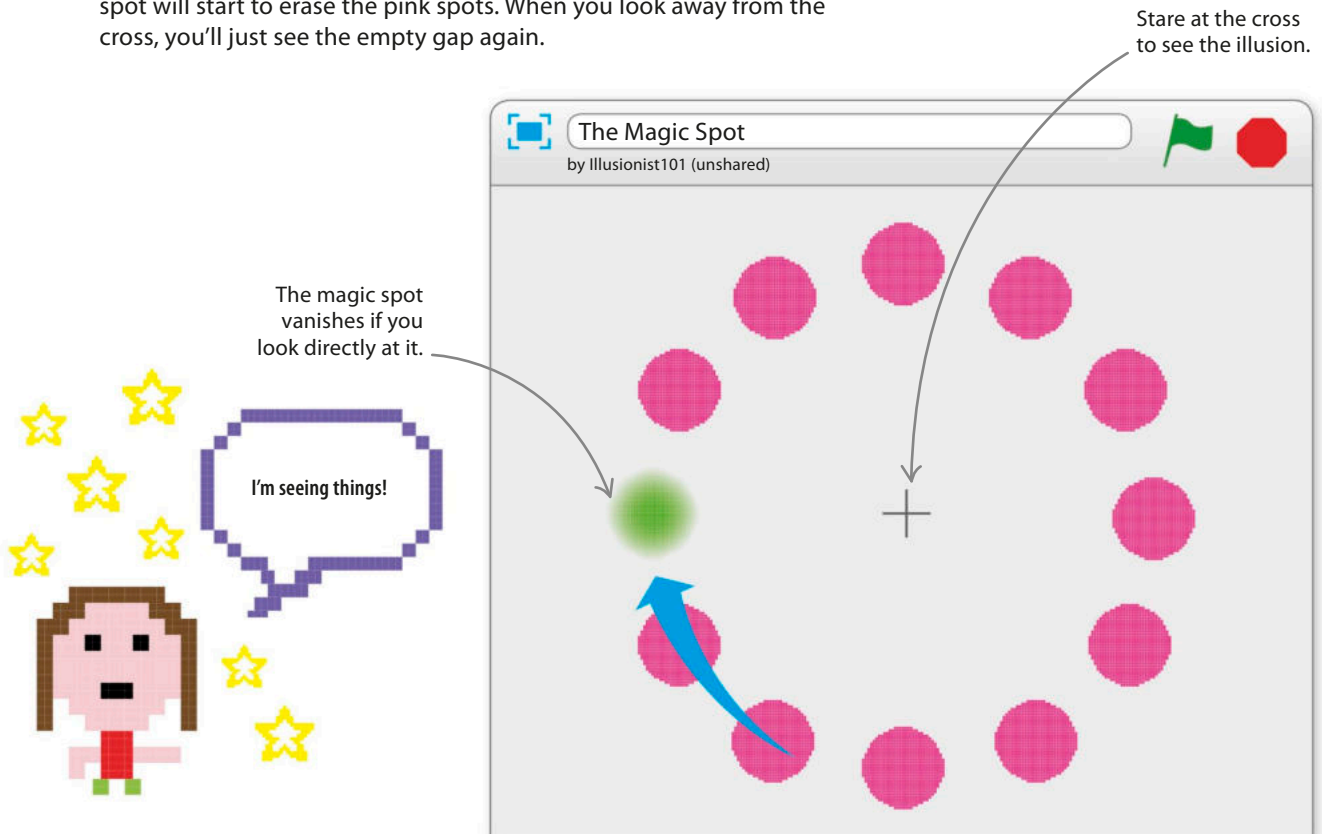 spot will start to erase the pink spots. When you look away from the
cross, you’ll just see the empty gap again.
Stare at the cross
to see the illusion.
The Magic Spot
by Illusionist101 (unshared)
The magic spot
vanishes if you
look directly at it.
I’m seeing things!